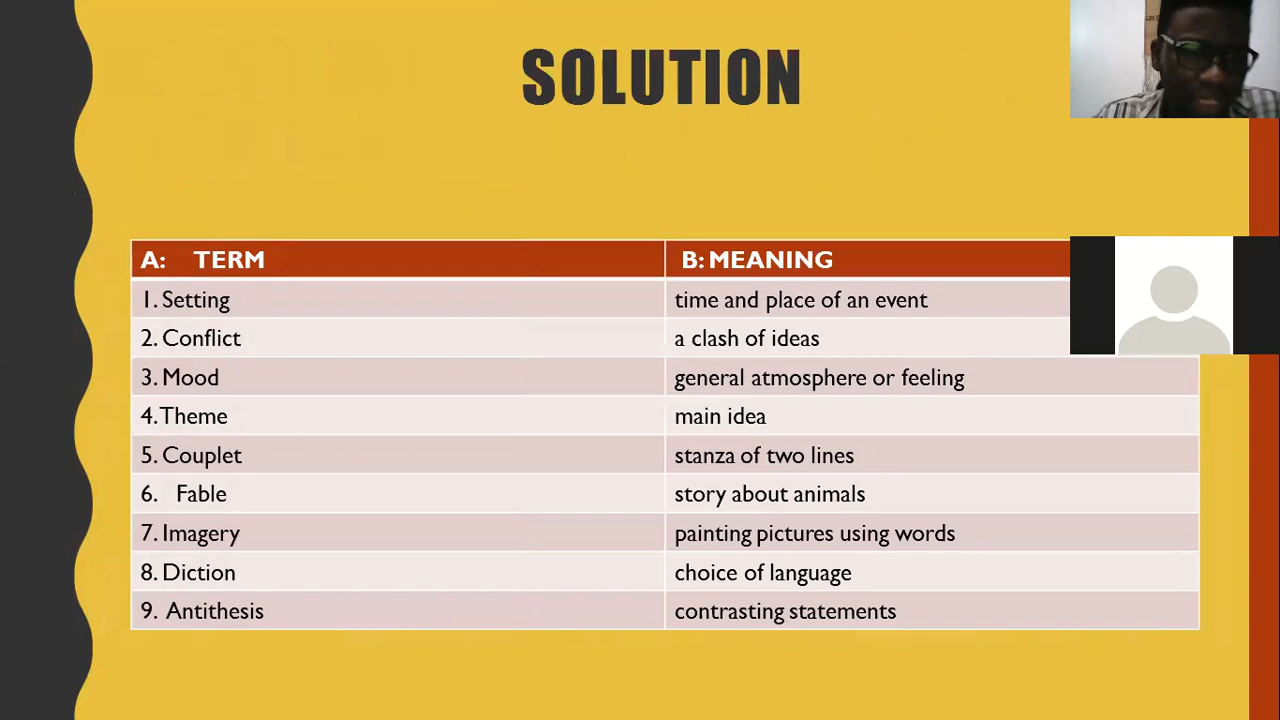 SOLUTION
A: TERM B: MEANING
1. Setting time and place of an event
2. Conflict a clash of ideas
3. Mood general atmosphere or feeling
4. Theme main idea
5. Couplet stanza of two lines
6. Fable story about animals
7. Imagery painting pictures using words
8. Diction choice of language
9. Antithesis contrasting statements